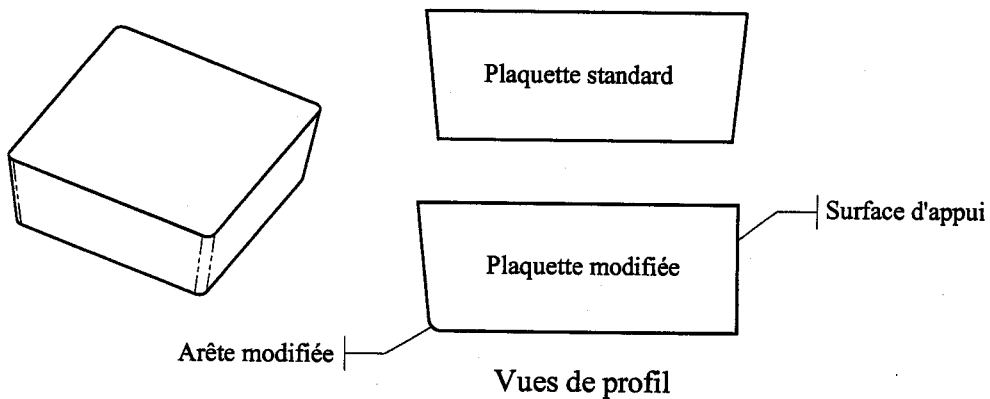 Plaquette standard
Surface d'appui
Plaquette modifiée
Arête modifiée
Vues de profil